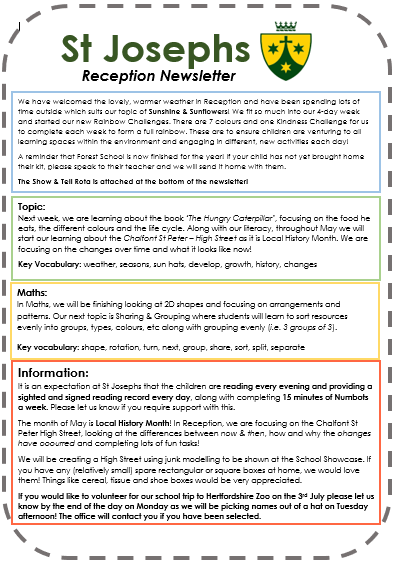 St Josephs
Reception Newsletter
We have welcomed the lovely, warmer weather in Reception and have been spending lots of
time outside which suits our topic of Sunshine & Sunflowers! We fit so much into our 4-day week
and started our new Rainbow Challenges. There are 7 colours and one Kindness Challenge for us
to complete each week to form a full rainbow. These are to ensure children are venturing to all
learning spaces within the environment and engaging in different, new activities each day!
A reminder that Forest School is now finished for the year! If your child has not yet brought home
their kit, please speak to their teacher and we will send it home with them.
The Show & Tell Rota is attached at the bottom of the newsletter!
Topic:
Next week, we are learning about the book 'The Hungry Caterpillar', focusing on the food he
eats, the different colours and the life cycle. Along with our literacy, throughout May we will
start our learning about the Chalfont St Peter – High Street as it is Local History Month. We are
focusing on the changes over time and what it looks like now!
Key Vocabulary: weather, seasons, sun hats, develop, growth, history, changes
Maths:
In Maths, we will be finishing looking at 2D shapes and focusing on arrangements and
patterns. Our next topic is Sharing & Grouping where students will learn to sort resources
evenly into groups, types, colours, etc along with grouping evenly (i.e. 3 groups of 3).
Key vocabulary: shape, rotation, turn, next, group, share, sort, split, separate
Information:
It is an expectation at St Josephs that the children are reading every evening and providing a
sighted and signed reading record every day, along with completing 15 minutes of Numbots
a week. Please let us know if you require support with this.
The month of May is Local History Month! In Reception, we are focusing on the Chalfont St
Peter High Street, looking at the differences between now & then, how and why the changes
have occurred and completing lots of fun tasks!
We will be creating a High Street using junk modelling to be shown at the School Showcase. If
you have any (relatively small) spare rectangular or square boxes at home, we would love
them! Things like cereal, tissue and shoe boxes would be very appreciated.
If you would like to volunteer for our school trip to Hertfordshire Zoo on the 3rd July please let us
know by the end of the day on Monday as we will be picking names out of a hat on Tuesday
afternoon! The office will contact you if you have been selected.